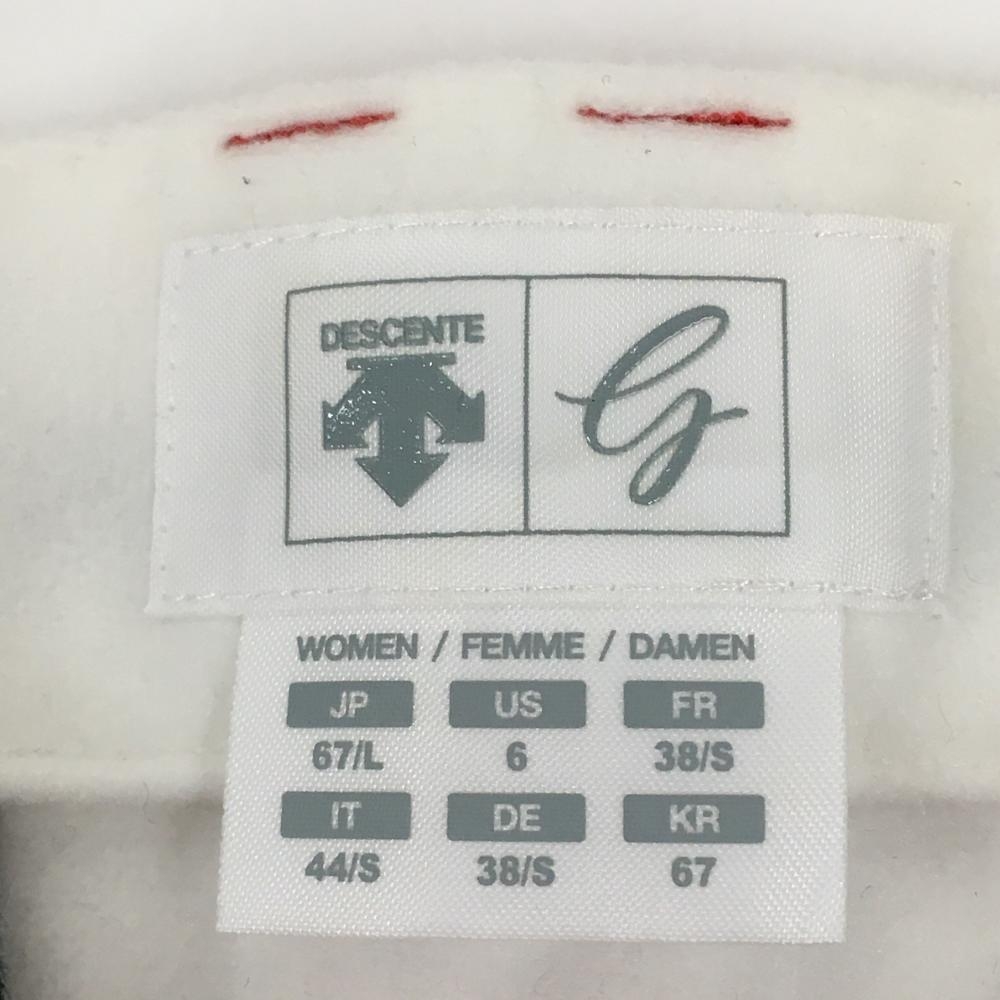 DESCENTE
G
WOMEN / FEMME / DAMEN
JP US FR
67/L 6 38/S
IT DE KR
44/S 38/S 67